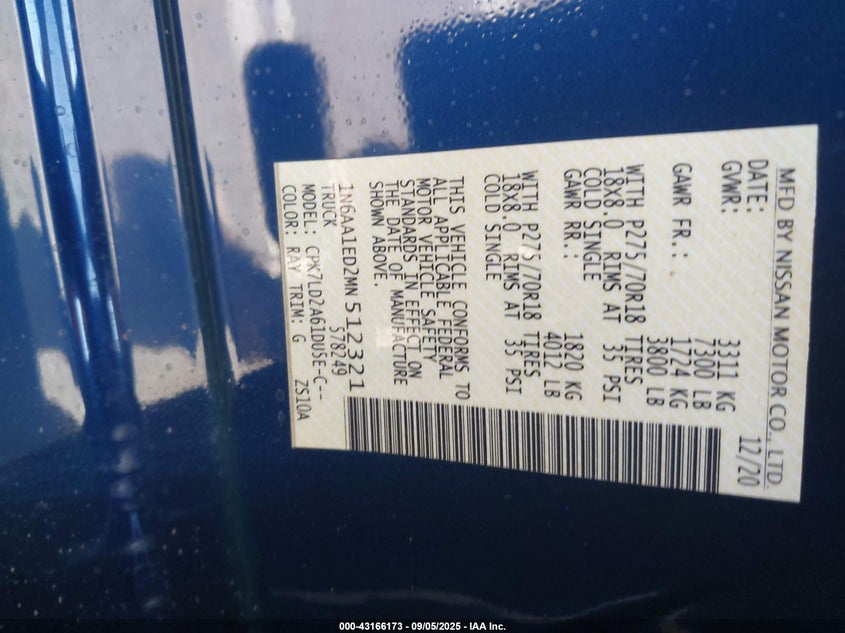 MFD BY NISSAN MOTOR CO., LTD.
DATE: 12/20
GVWR: 3311 KG
7300 LB
GAWR FR.: 1724 KG
3800 LB
WITH P275/70R18 TIRES
18X8.0 RIMS AT 35 PSI
COLD SINGLE
GAWR RR.: 1820 KG
4012 LB
WITH P275/70R18 TIRES
18X8.0 RIMS AT 35 PSI
COLD SINGLE
THIS VEHICLE CONFORMS TO
ALL APPLICABLE FEDERAL
MOTOR VEHICLE SAFETY
STANDARDS IN EFFECT ON
THE DATE OF MANUFACTURE
SHOWN ABOVE.
1N6AA1ED2MN512321
TRUCK 578249
MODEL: CPK7LD2A61DU5E-C--
COLOR: RAY TRIM: G ZS10A
000-43166173 - 09/05/2025 - IAA Inc.